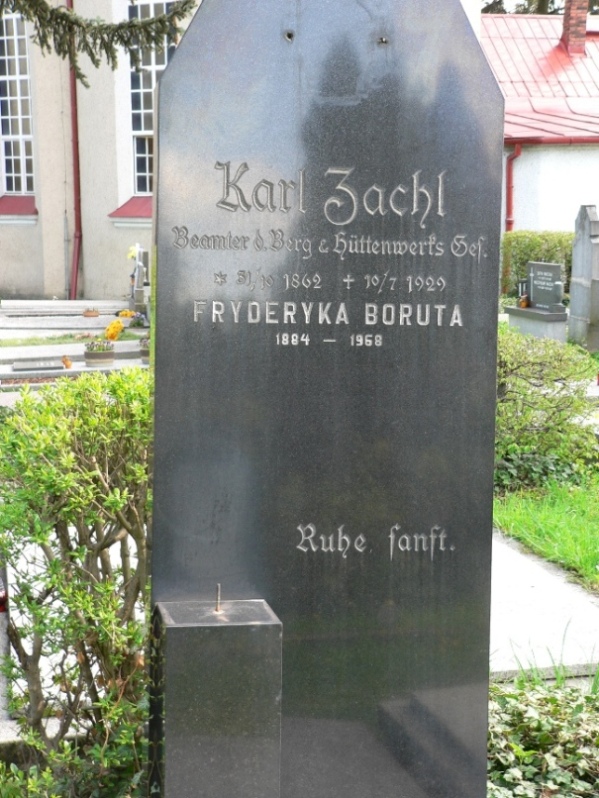 Karl Zachl
Beamter d. Berg & Hüttenwerks Ges.
* 31/10 1862 + 10/7 1929
FRYDERYKA BORUTA
1884 — 1968
Ruhe sanft.